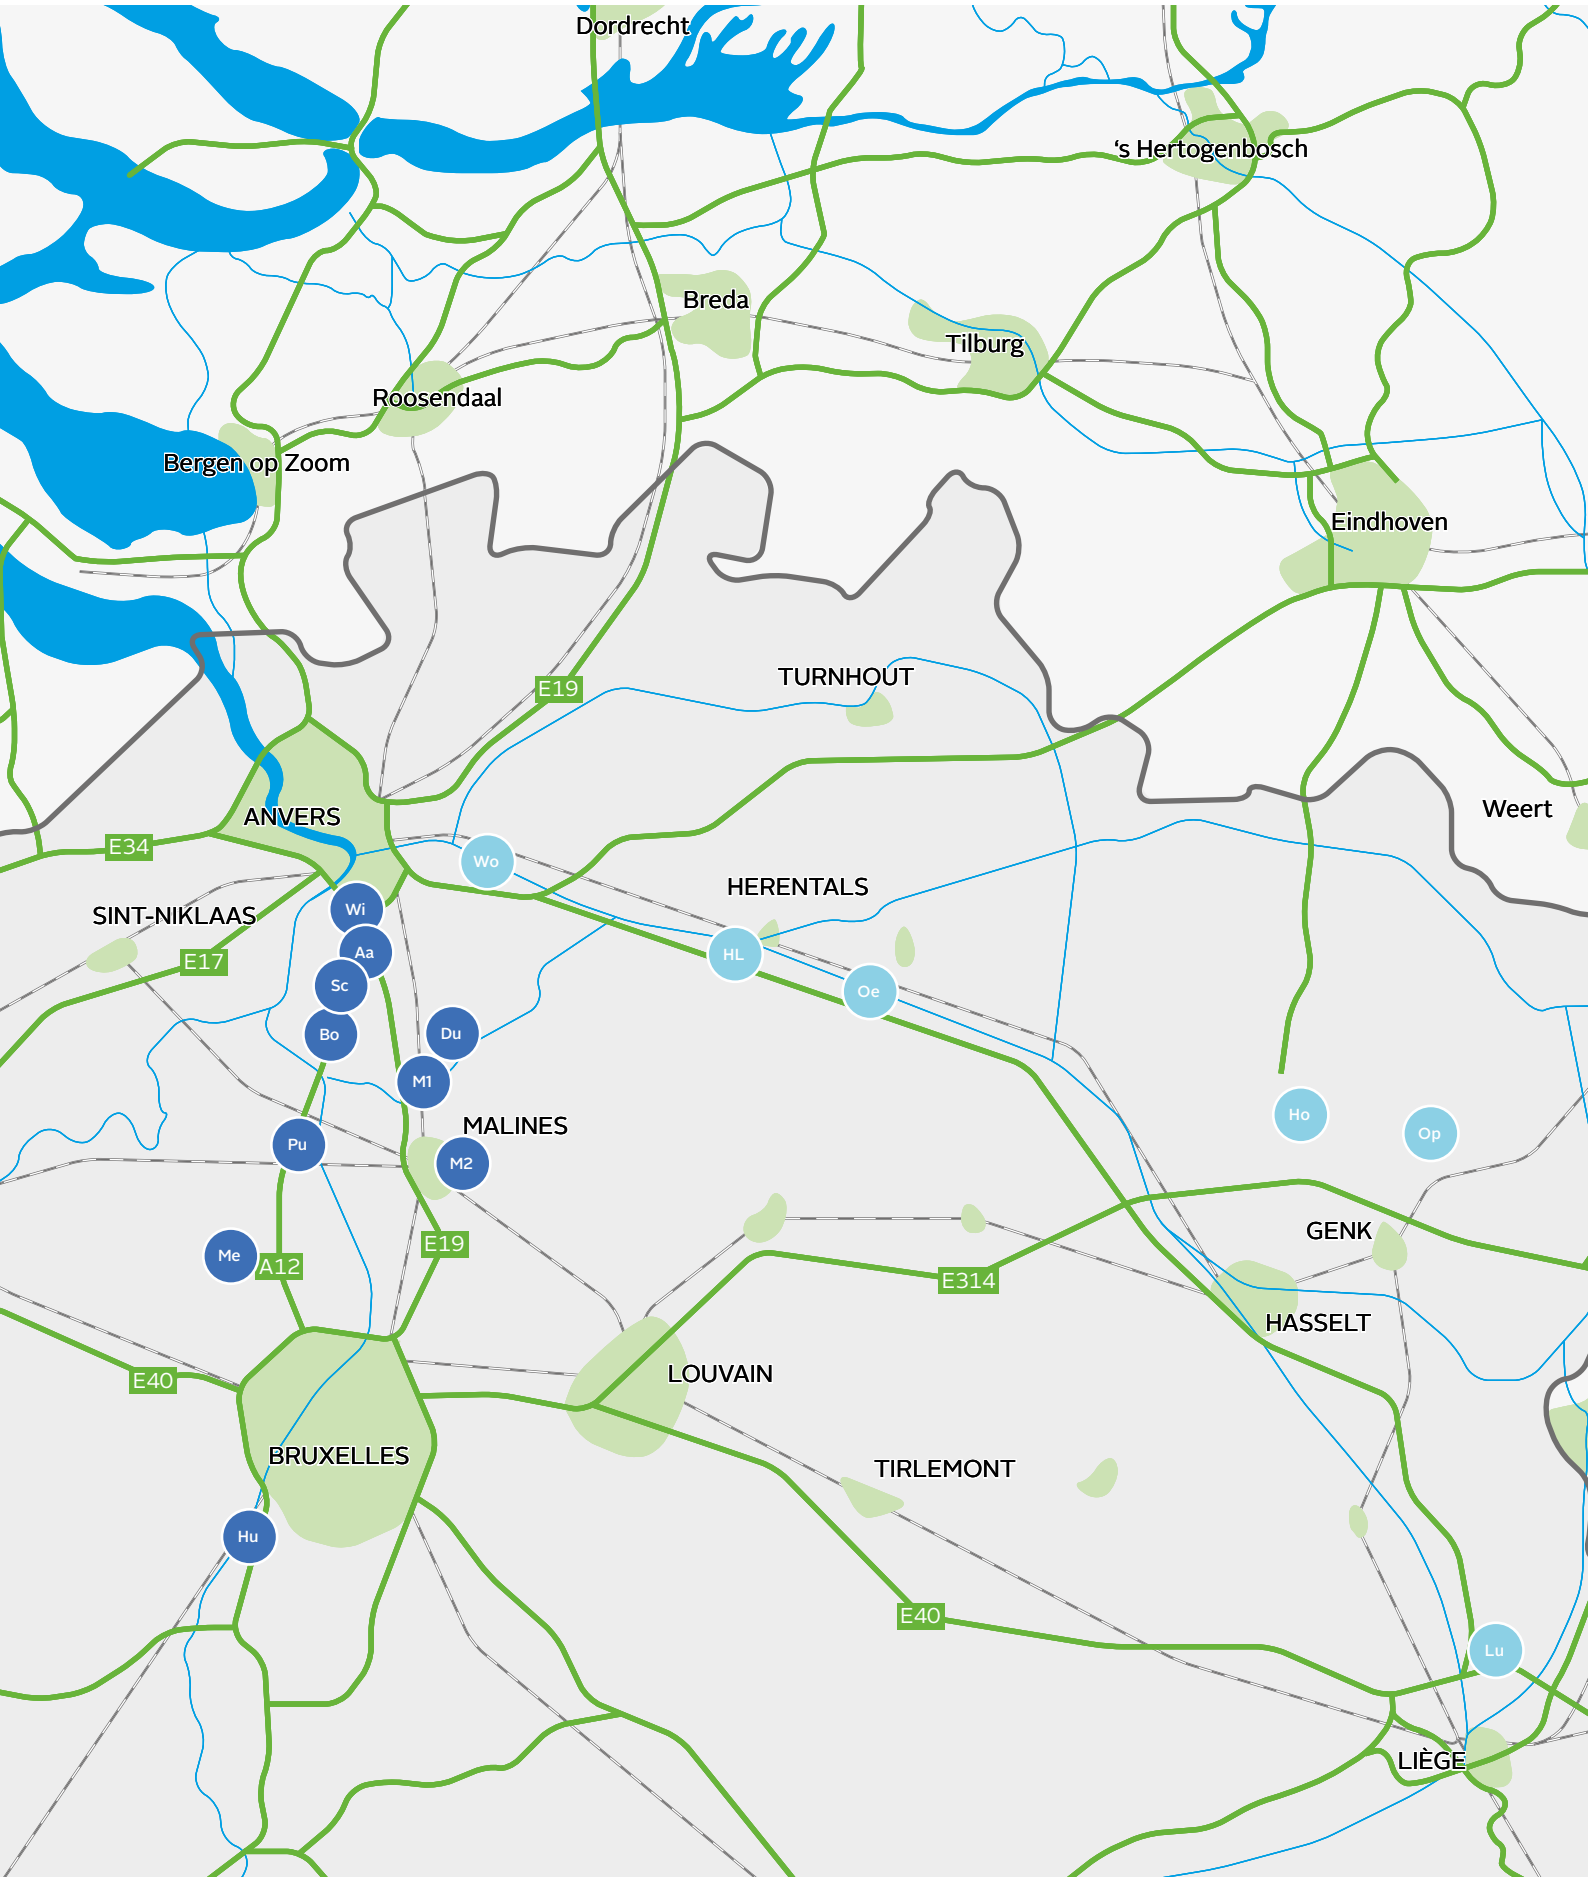 Dordrecht
‘s Hertogenbosch
Breda
Tilburg
Roosendaal
Bergen op Zoom
Eindhoven
TURNHOUT
E19
Weert
ANVERS
E34
Wo
HERENTALS
Wi
SINT-NIKLAAS
Aa
HL
E17
Sc
Oe
Bo
Du
M1
Ho
MALINES
Op
Pu
M2
GENK
E19
Me
A12
E314
HASSELT
LOUVAIN
E40
BRUXELLES
TIRLEMONT
Hu
E40
Lu
LIÈGE